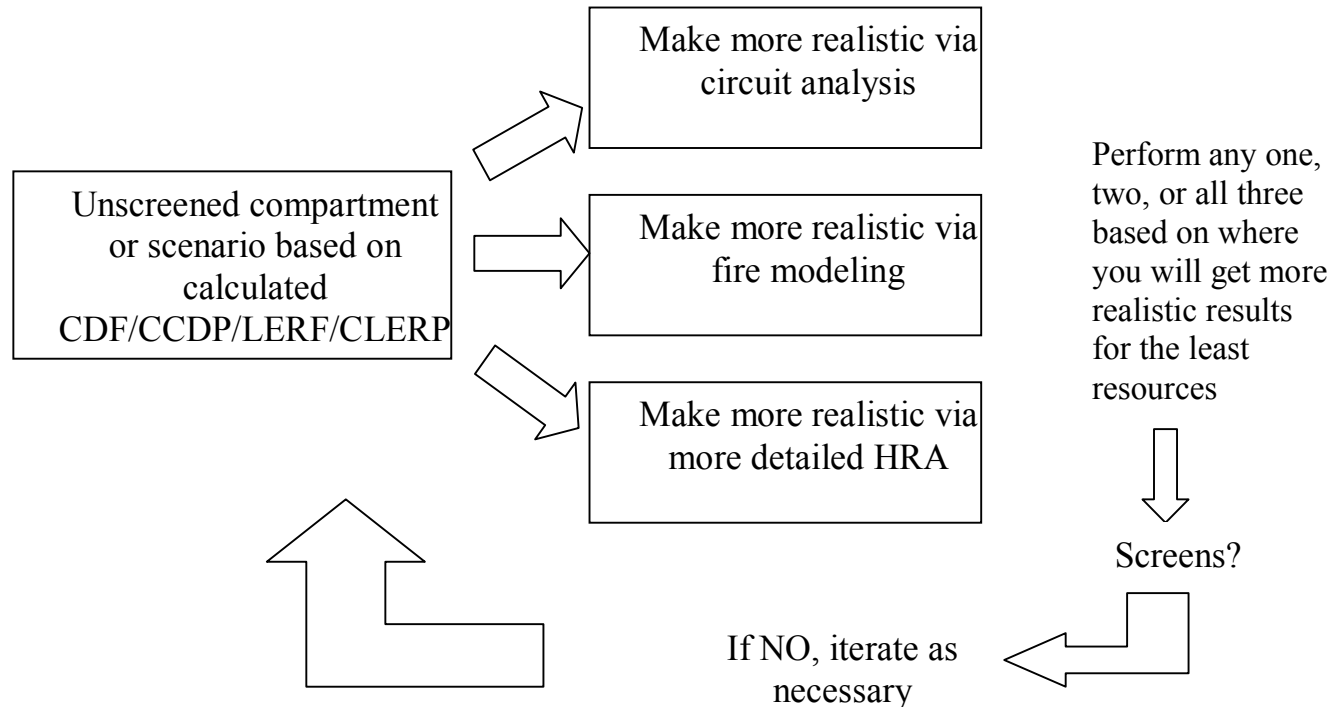 Unscreened compartment
or scenario based on
calculated
CDF/CCDP/LERF/CLERP
Make more realistic via
circuit analysis
Make more realistic via
fire modeling
Make more realistic via
more detailed HRA
Perform any one,
two, or all three
based on where
you will get more
realistic results
for the least
resources
Screens?
If NO, iterate as
necessary